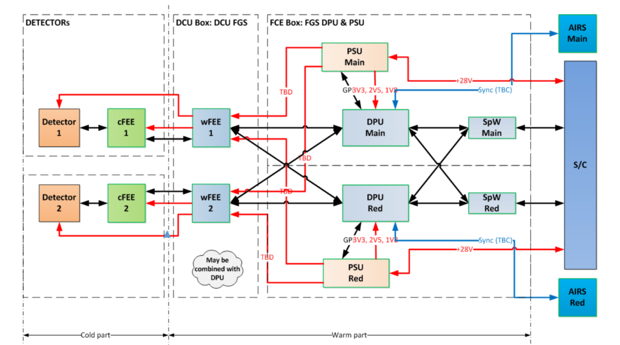 DETECTORs
DCU Box: DCU FGS
FCE Box: FGS DPU & PSU
AIRS
Main
PSU
Main
TBD
+28V
GP
3V3, 2V5, 1V8
Sync (TBC)
Detector
1
cFEE
1
wFEE
1
DPU
Main
SpW
Main
TBD
S/C
TBD
Detector
2
cFEE
2
wFEE
2
DPU
Red
SpW
Red
GP
3V3, 2V5, 1V8
Sync (TBC)
+28V
TBD
May be
combined with
DPU
PSU
Red
AIRS
Red
Cold part
Warm part